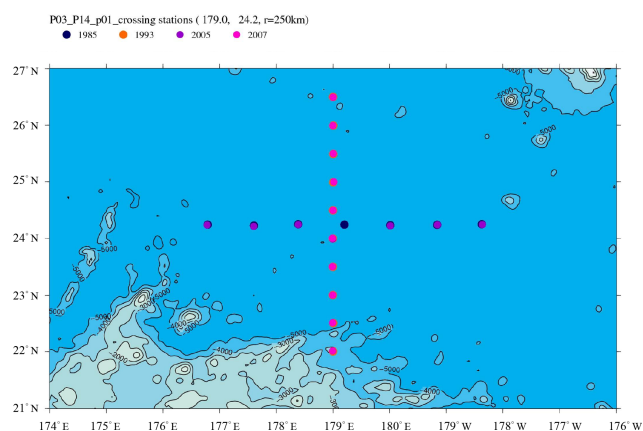 P03_P14_p01_crossing stations ( 179.0, 24.2, r=250km)
1985 1993 2005 2007
27° N
26° N
25° N
24° N
23° N
22° N
21° N
174° E 175° E 176° E 177° E 178° E 179° E 180° E 179° W 178° W 177° W 176° W